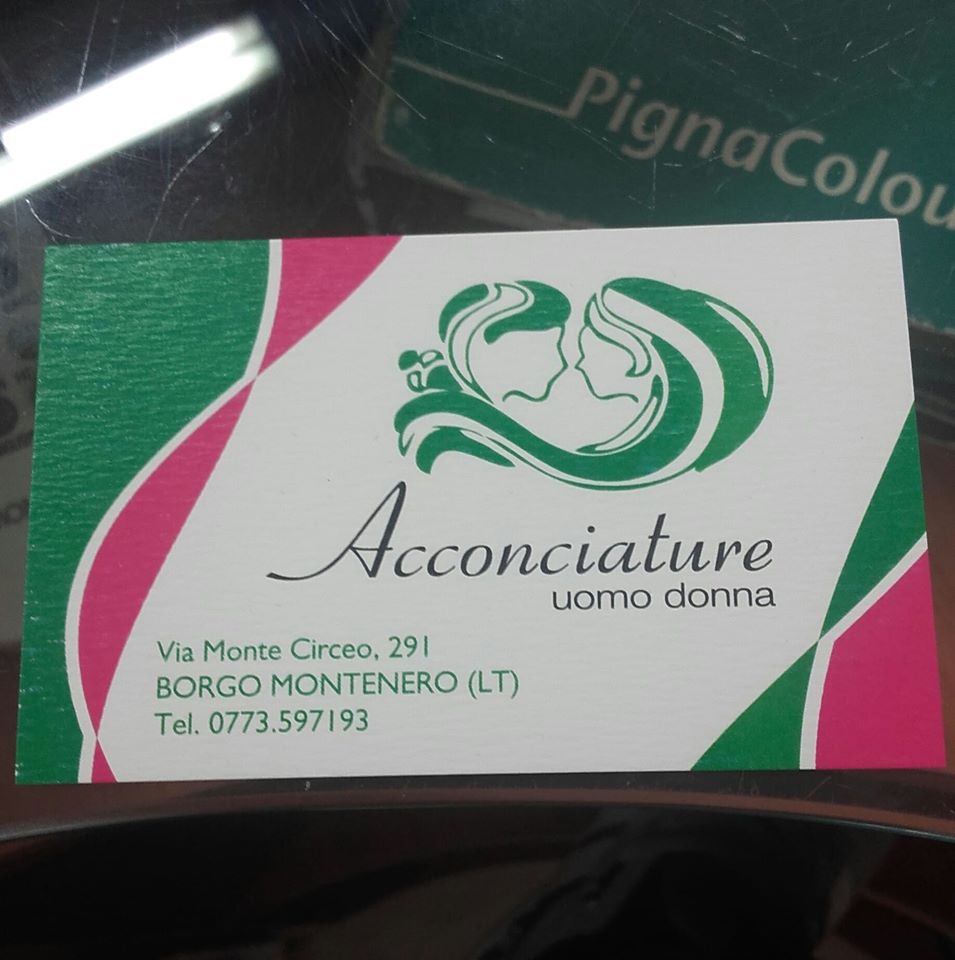 PignaColou
Acconciature
uomo donna
Via Monte Circeo, 291
BORGO MONTENERO (LT)
Tel. 0773.597193